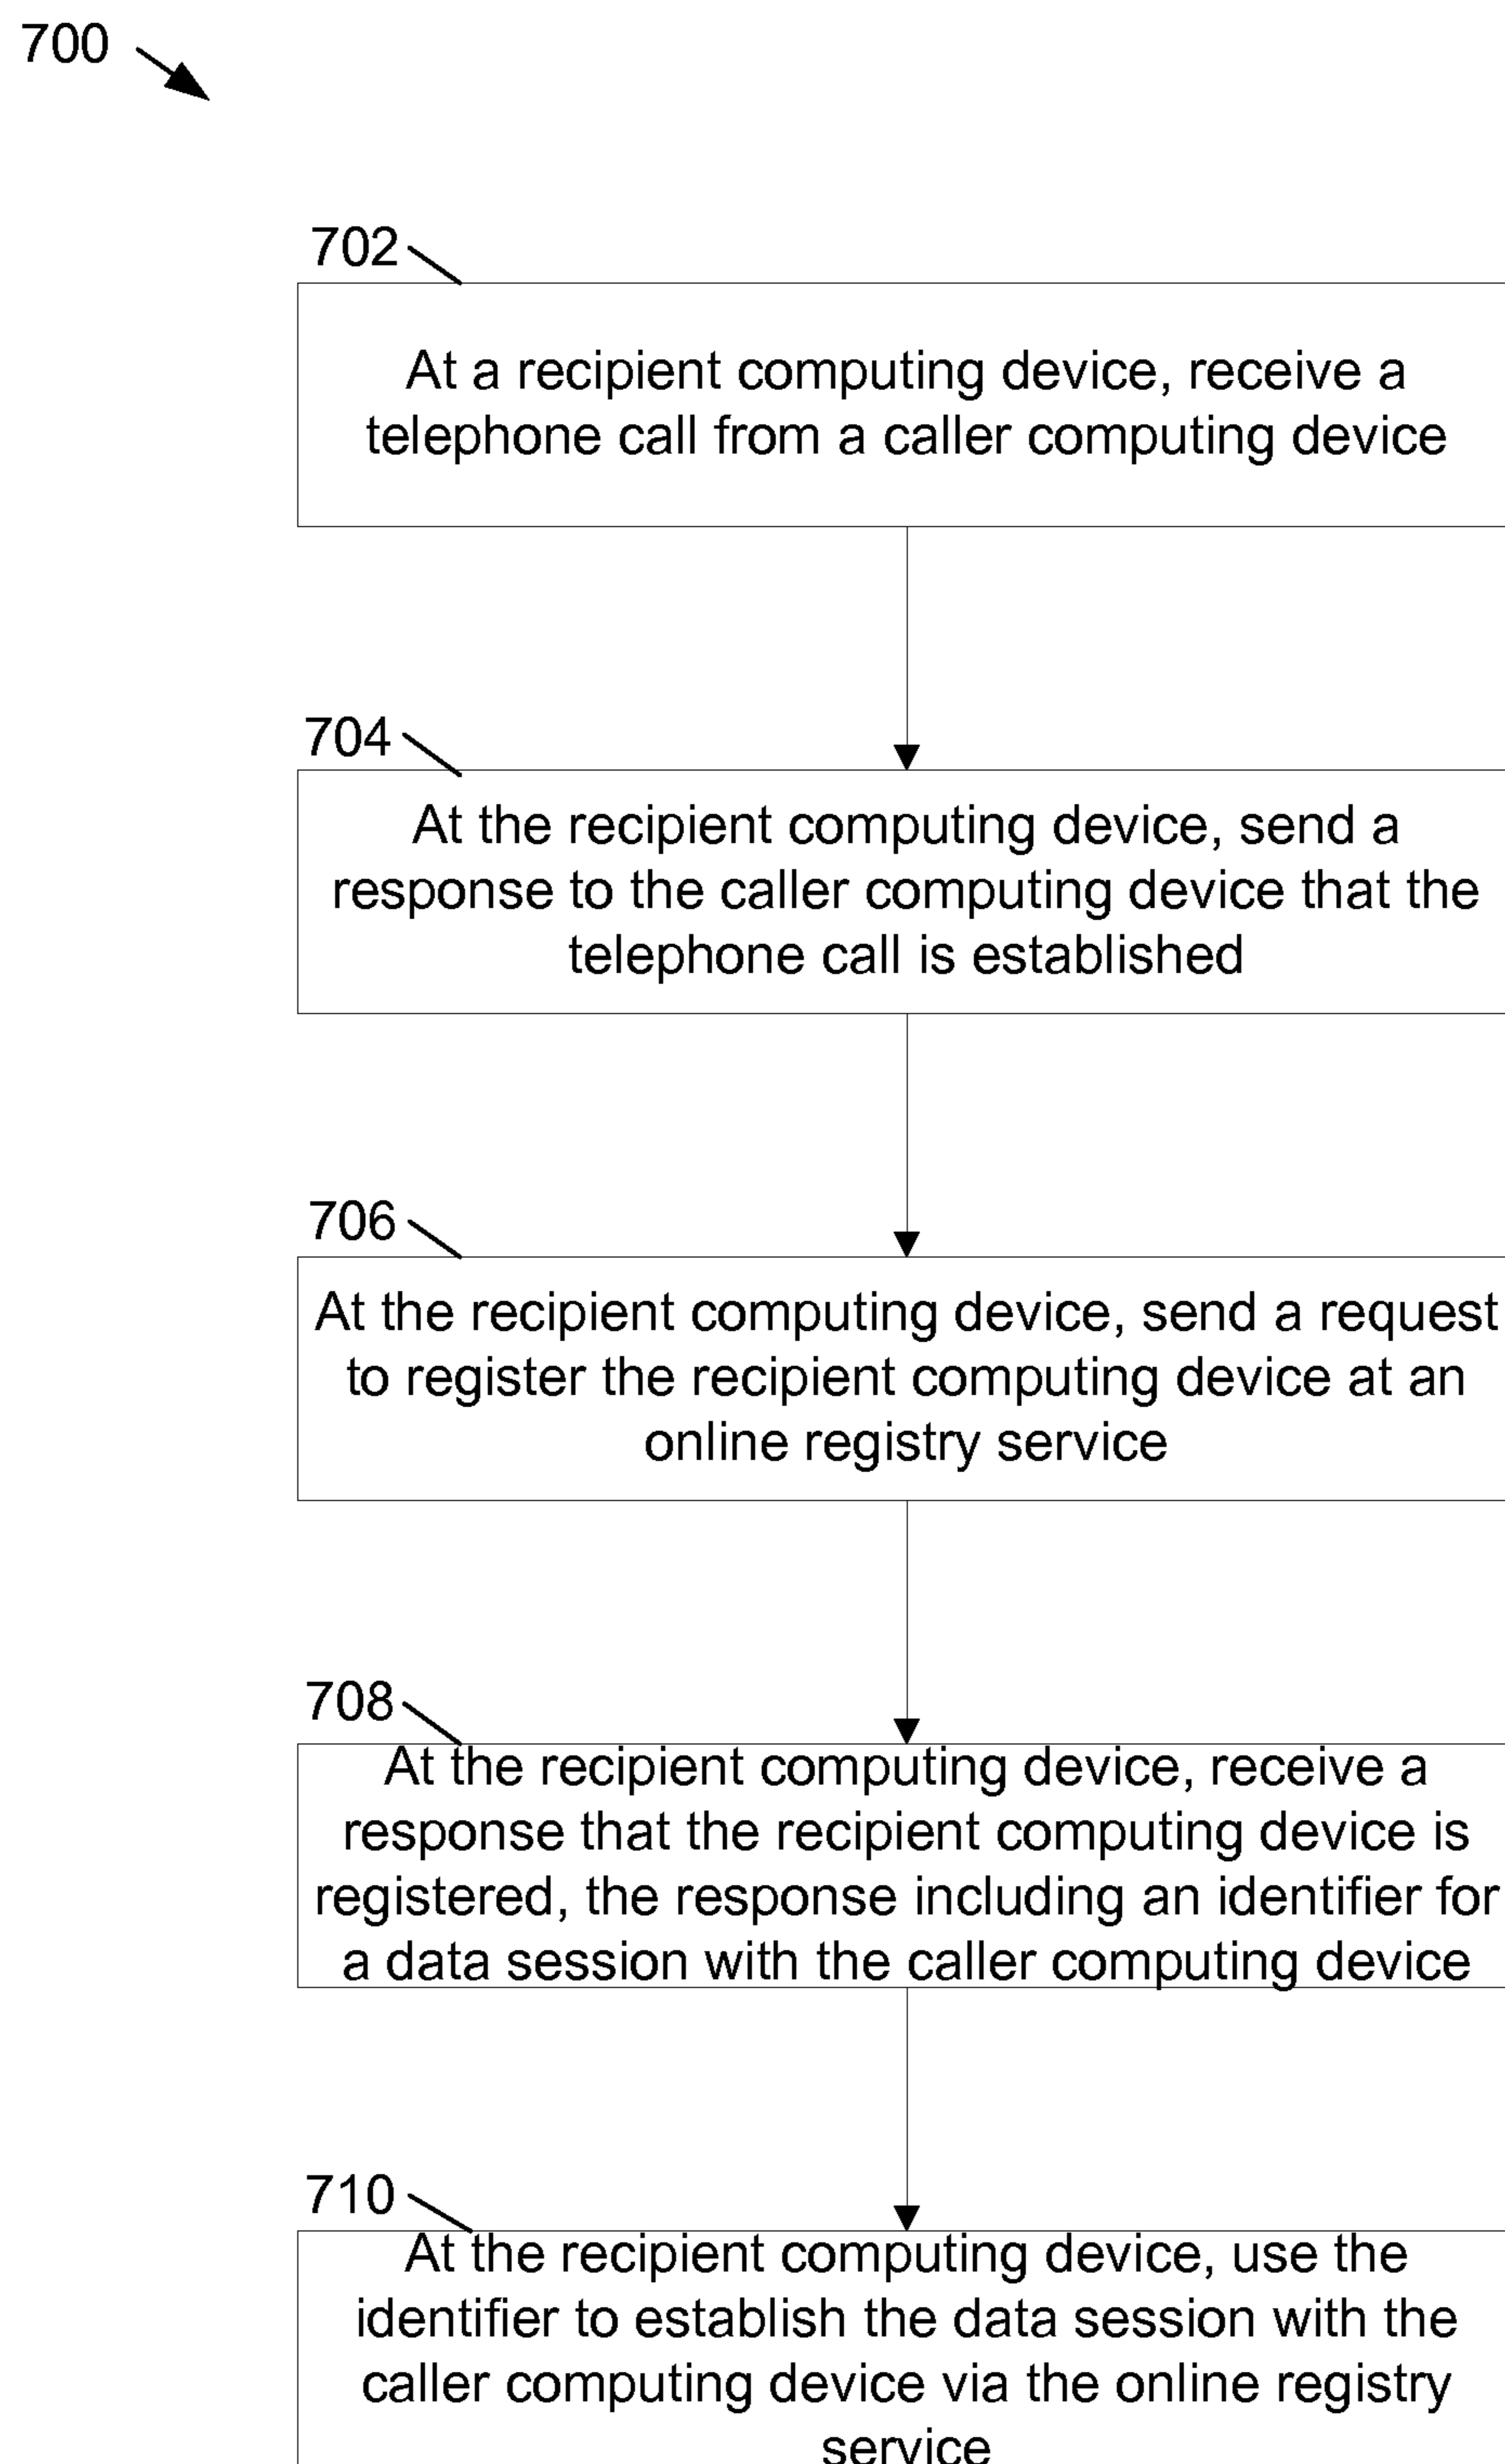 700
702
At a recipient computing device, receive a
telephone call from a caller computing device
704
At the recipient computing device, send a
response to the caller computing device that the
telephone call is established
706
At the recipient computing device, send a request
to register the recipient computing device at an
online registry service
708
At the recipient computing device, receive a
response that the recipient computing device is
registered, the response including an identifier for
a data session with the caller computing device
710
At the recipient computing device, use the
identifier to establish the data session with the
caller computing device via the online registry
service